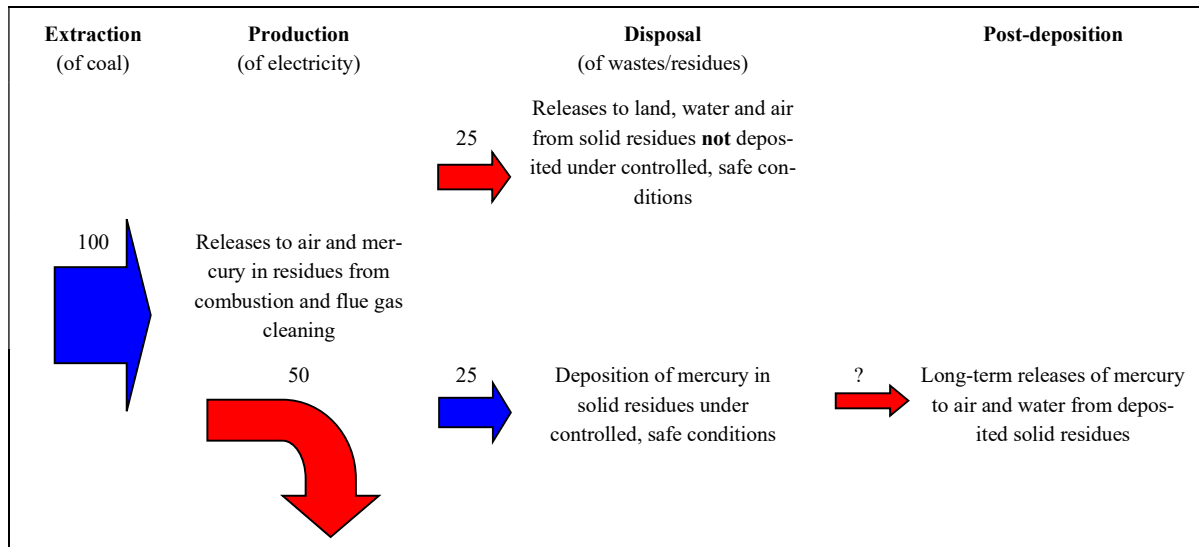 Extraction
(of coal)
Production
(of electricity)
Disposal
(of wastes/residues)
Post-deposition
25
Releases to land, water and air
from solid residues not depos-
ited under controlled, safe con-
ditions
100
Releases to air and mer-
cury in residues from
combustion and flue gas
cleaning
50
25
Deposition of mercury in
solid residues under
controlled, safe conditions
?
Long-term releases of mercury
to air and water from depos-
ited solid residues